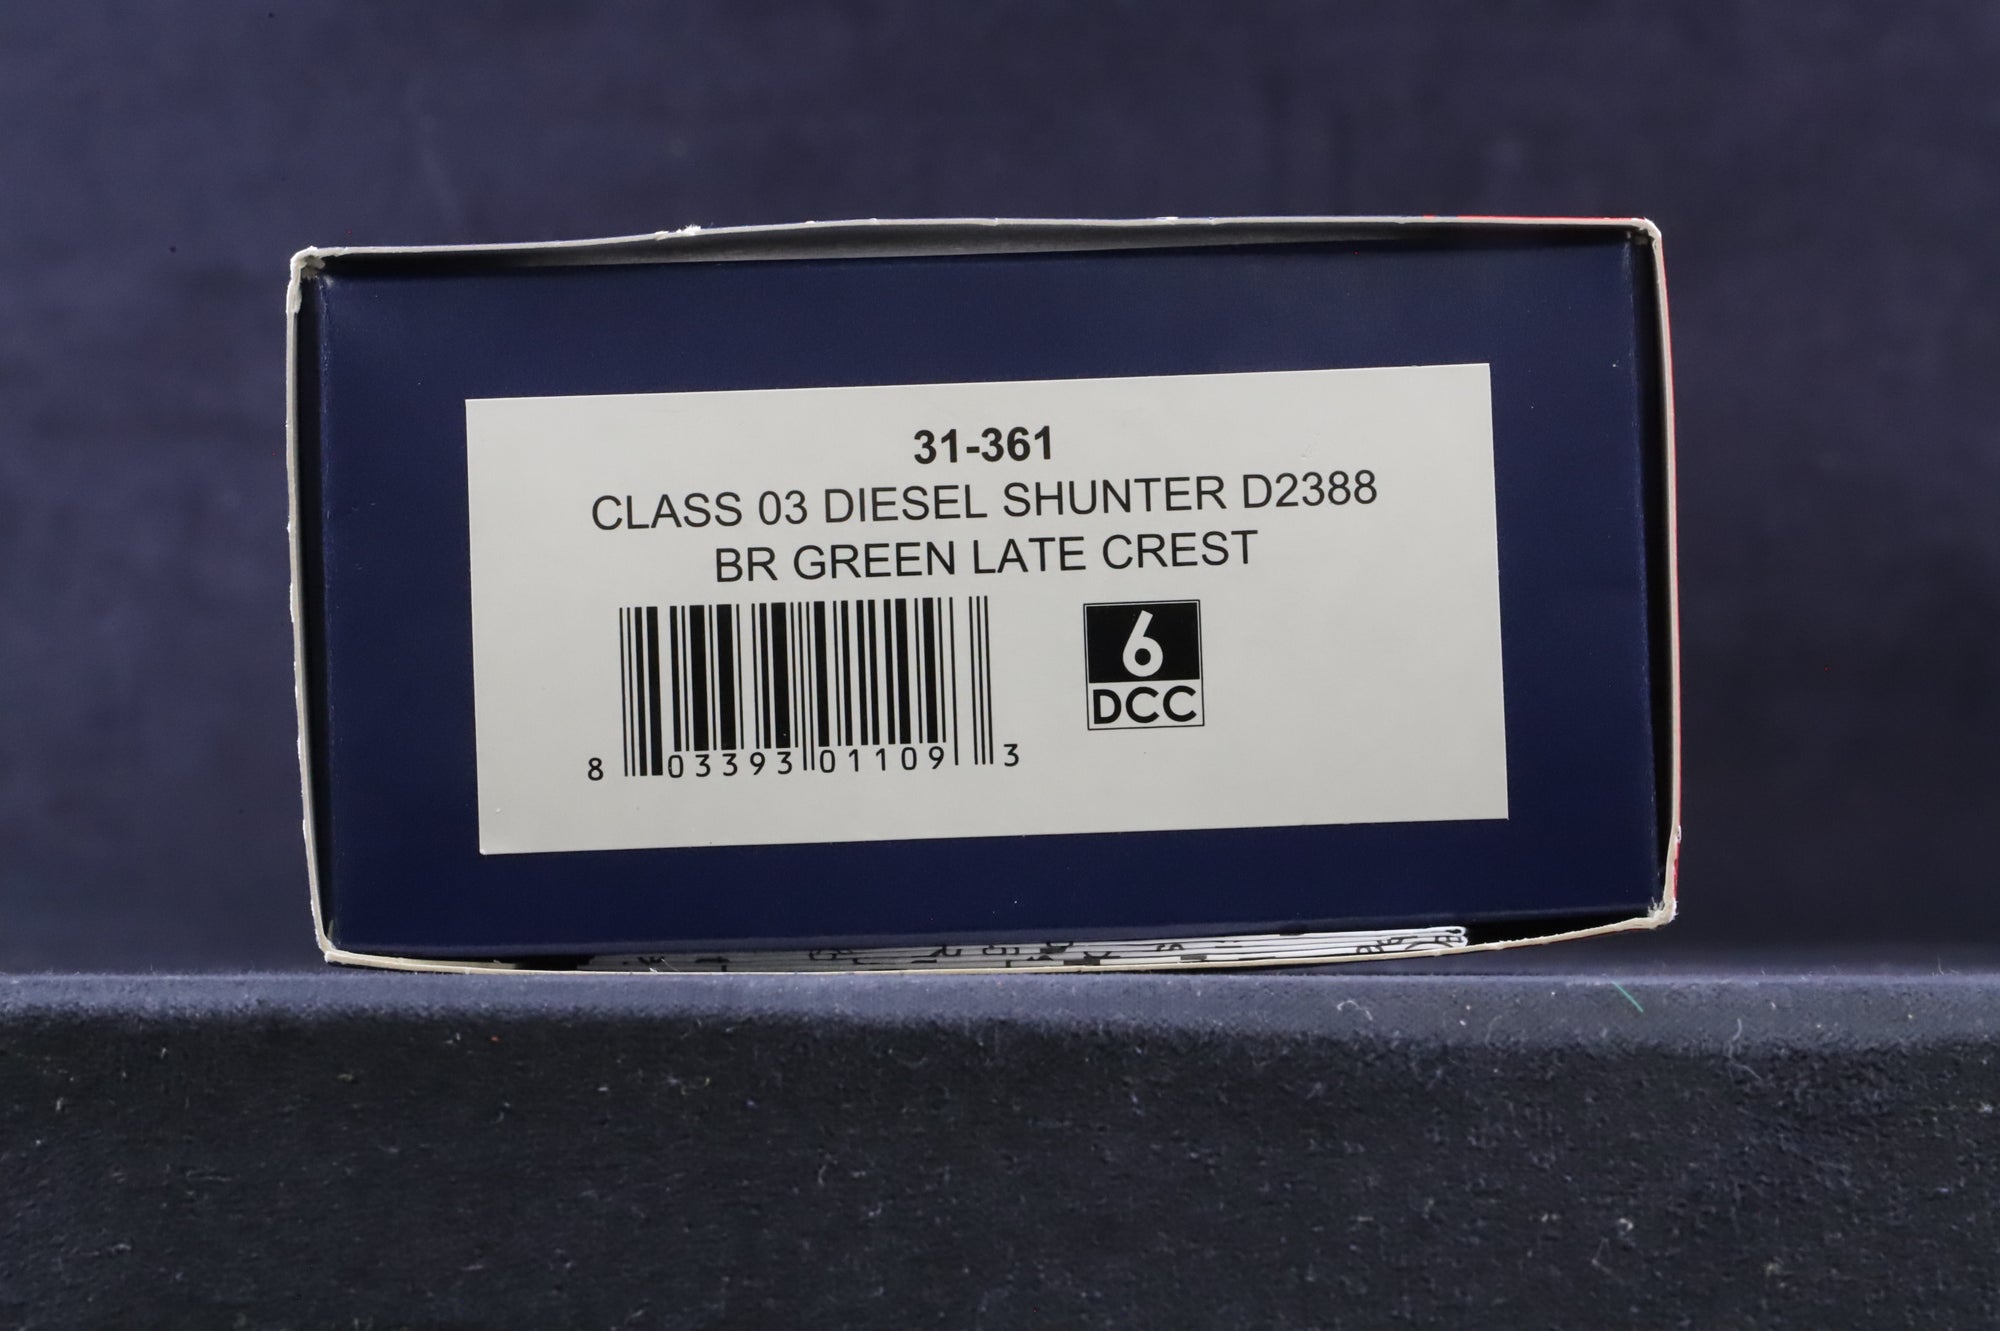 31-361
CLASS 03 DIESEL SHUNTER D2388
BR GREEN LATE CREST
6
DCC
8 03393 01109 3